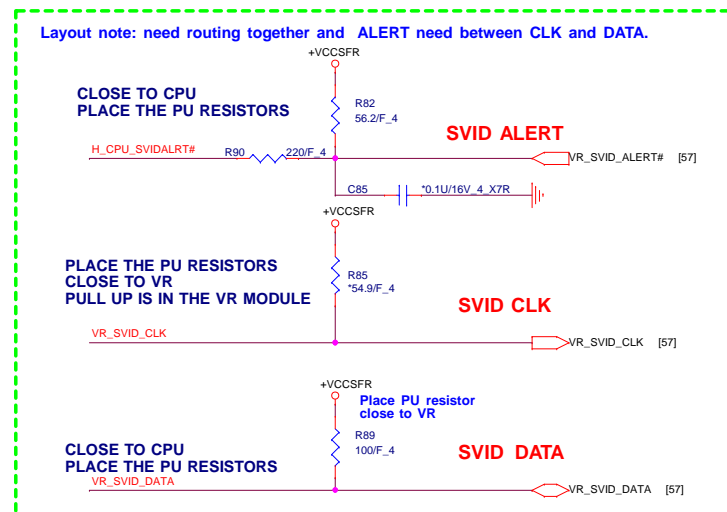 Layout note: need routing together and ALERT need between CLK and DATA.
+VCCSFR
CLOSE TO CPU
PLACE THE PU RESISTORS
R82
56.2/F_4
SVID ALERT
H_CPU_SVIDALRT#
R90
220/F_4
VR_SVID_ALERT# [57]
C85
*0.1U/16V_4_X7R
+VCCSFR
PLACE THE PU RESISTORS
CLOSE TO VR
PULL UP IS IN THE VR MODULE
R85
*54.9/F_4
SVID CLK
VR_SVID_CLK
VR_SVID_CLK [57]
+VCCSFR
Place PU resistor
close to VR
R89
100/F_4
CLOSE TO CPU
PLACE THE PU RESISTORS
SVID DATA
VR_SVID_DATA
VR_SVID_DATA [57]